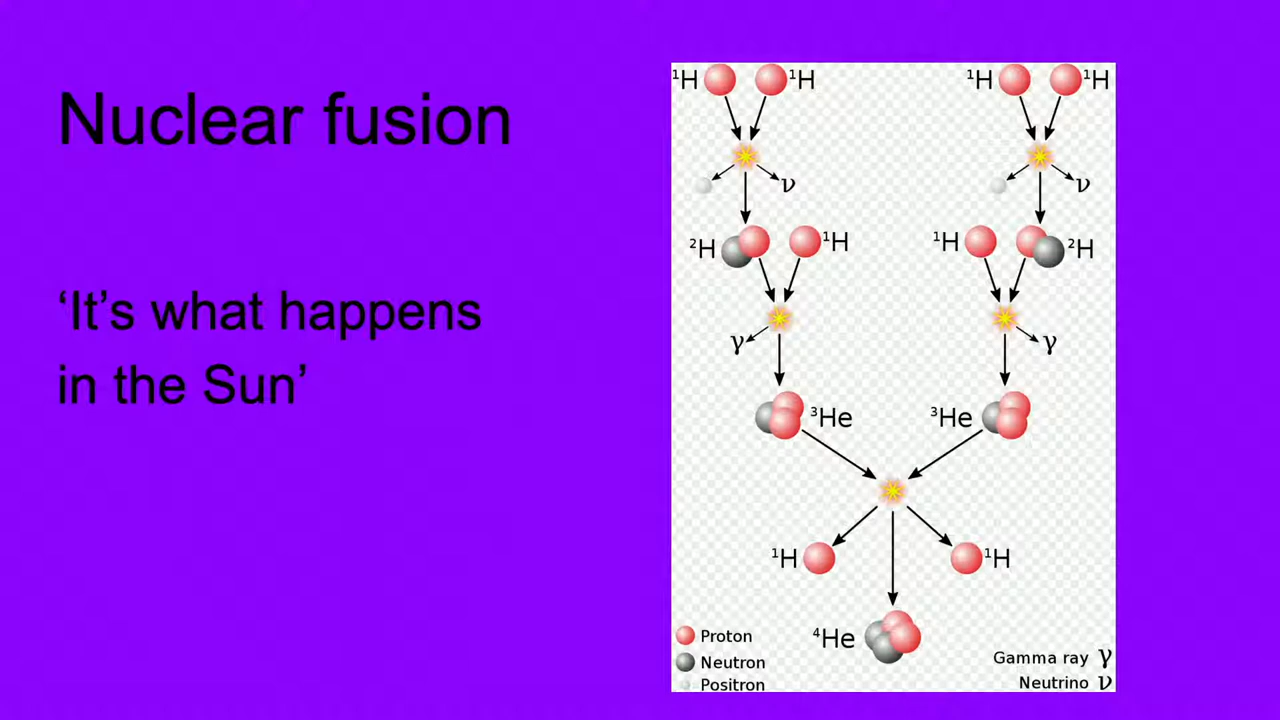 Nuclear fusion
‘It’s what happens
in the Sun’
¹H ¹H ¹H ¹H
ν ν
²H ¹H ¹H ²H
γ γ
³He ³He
¹H ¹H
⁴He
Proton
Neutron
Positron
Gamma ray γ
Neutrino ν